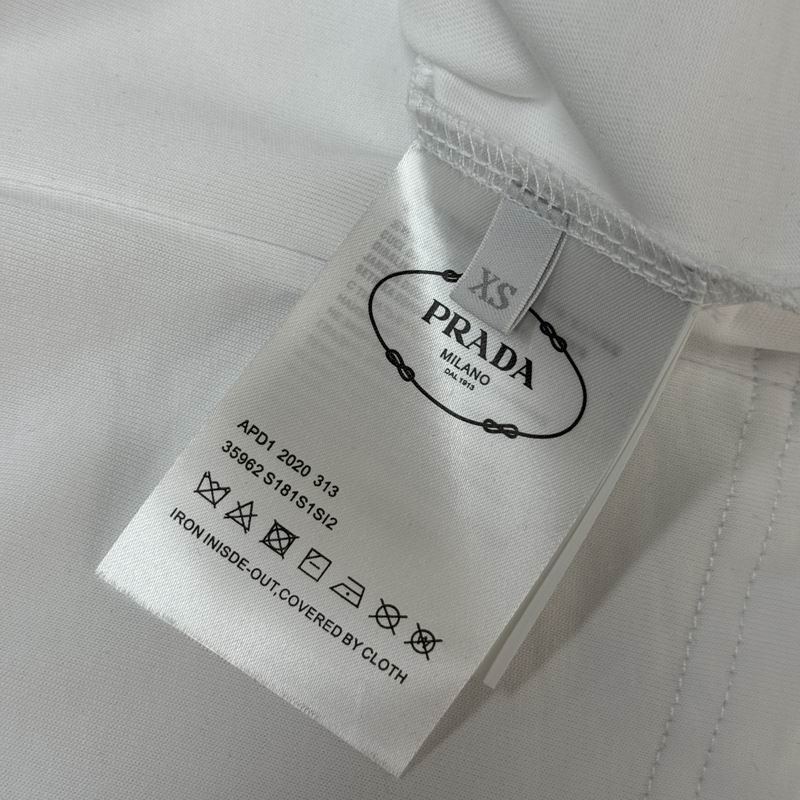 XS
PRADA
MILANO
DAL 1913
APD1 2020 313
35962 S181S1SI2
IRON INISDE-OUT,COVERED BY CLOTH